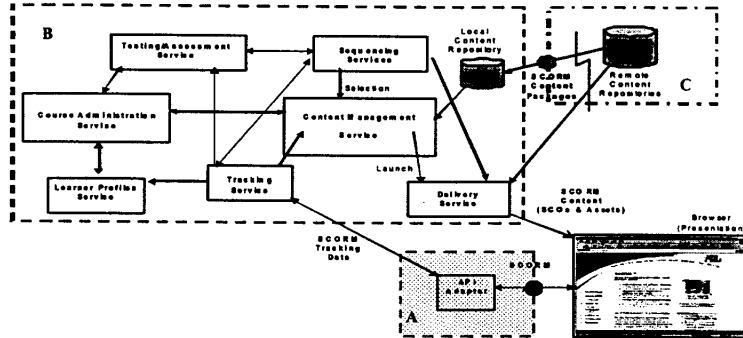 B
Testing/Assessment
Service
Sequencing
Services
Local
Content
Repository
Selection
SCORM
Content
Packages
Remote
Content
Repositories
C
Course Administration
Service
Content Management
Service
Learner Profiles
Service
Tracking
Service
Launch
Delivery
Service
SCORM
Content
(SCOs & Assets)
Browser
(Presentation)
SCORM
Tracking
Data
SCORM
API
Adapter
A